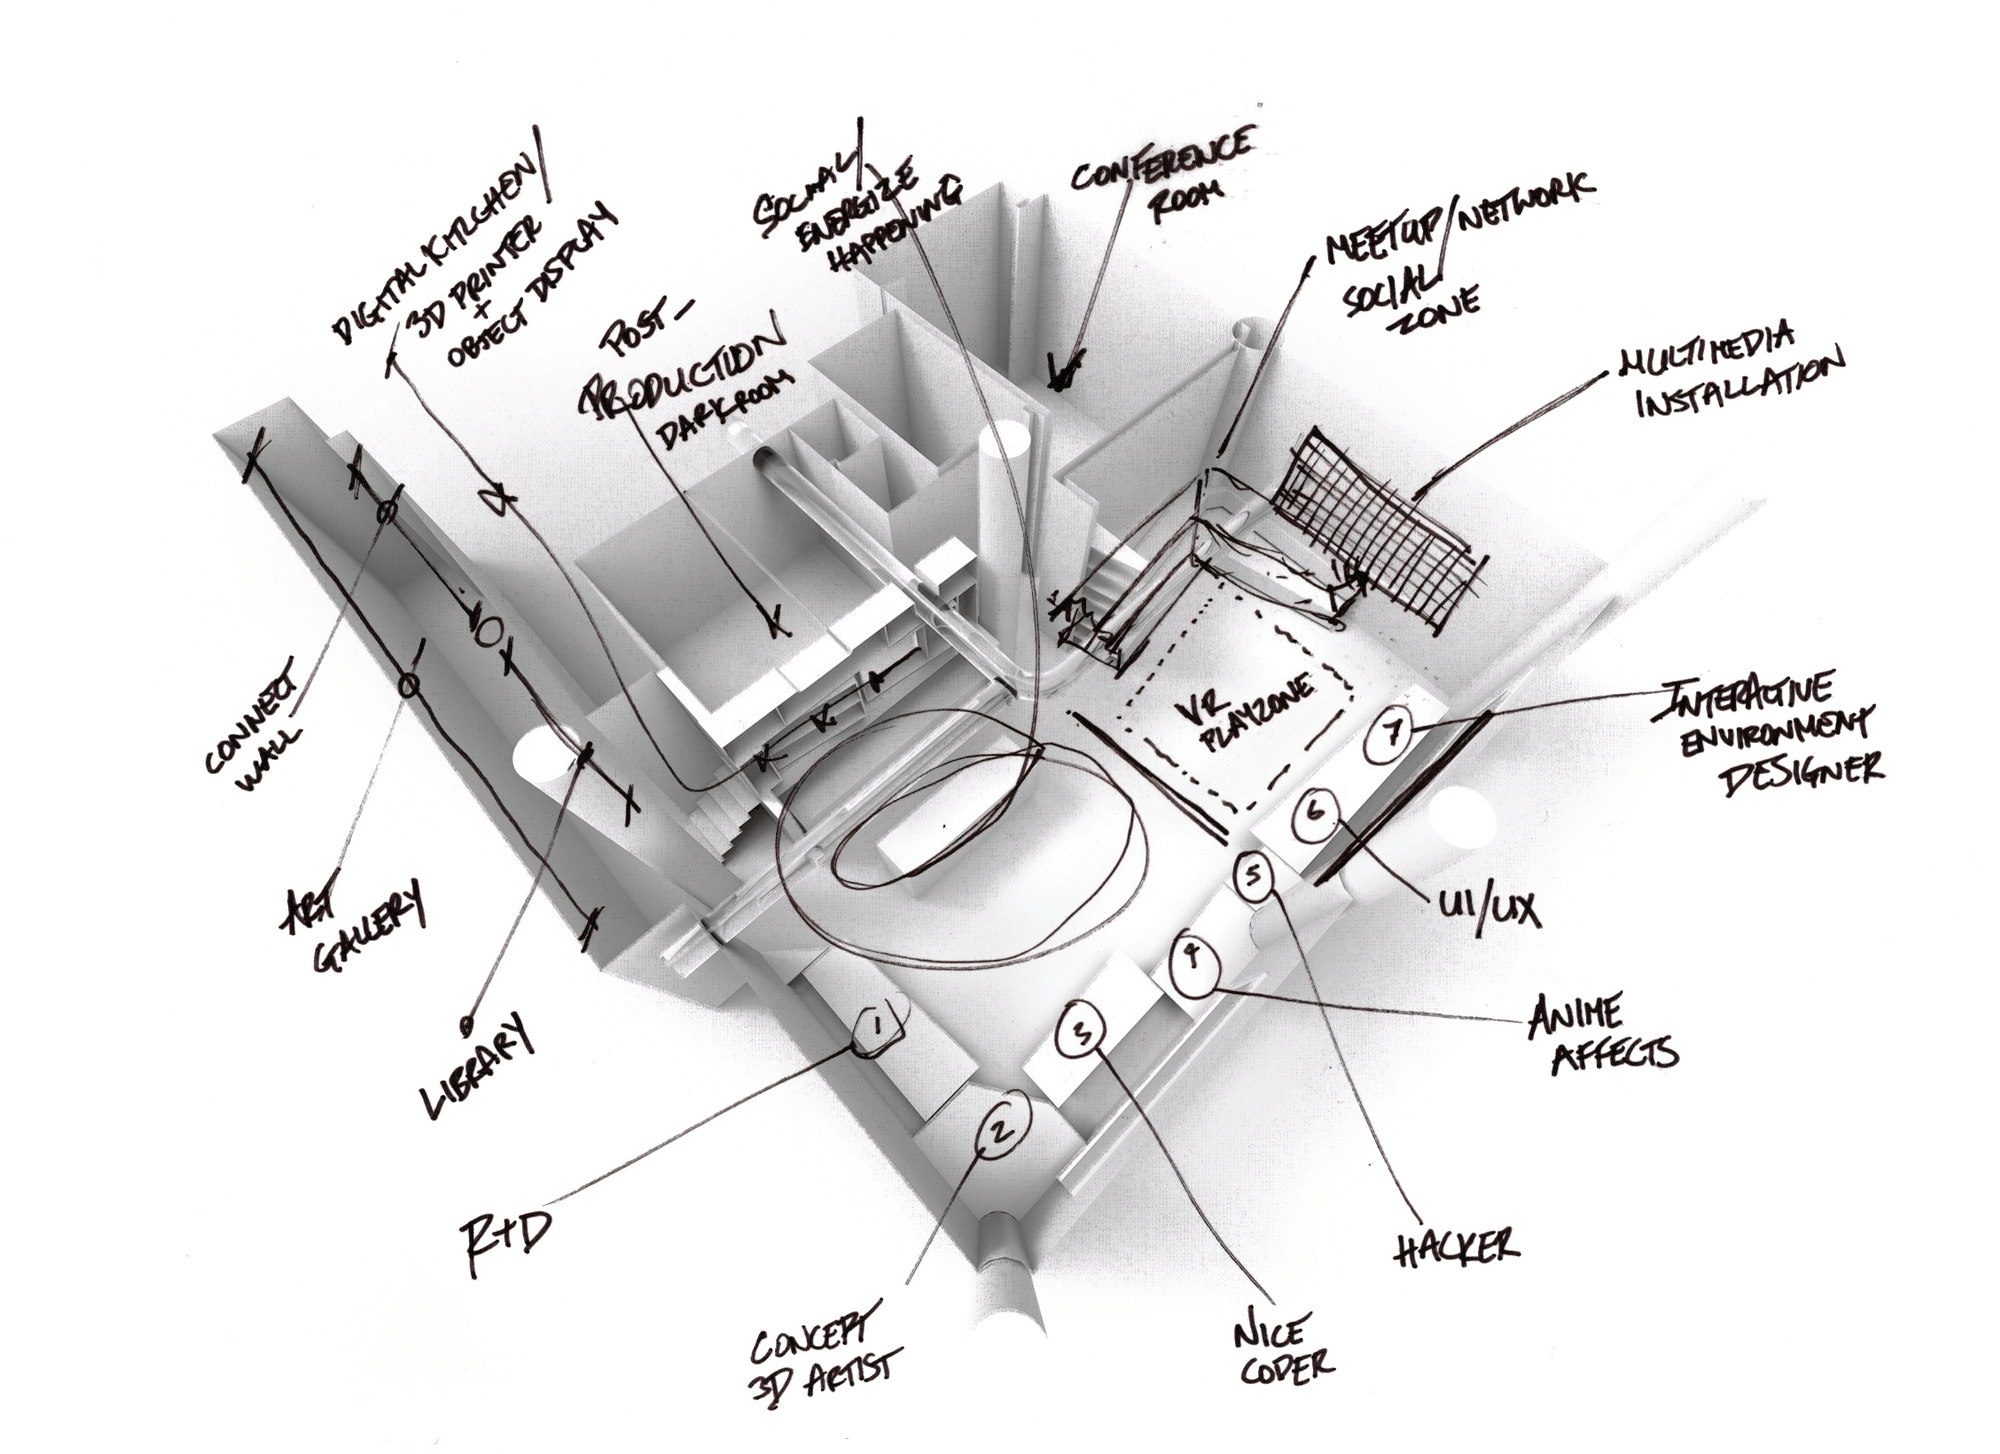 DIGITAL KITCHEN/
3D PRINTER
+
OBJECT DISPLAY
SOCIAL/
ENERGIZE
HAPPENING
CONFERENCE
ROOM
MEETUP/NETWORK
SOCIAL/
ZONE
POST-
PRODUCTION/
DARKROOM
MULTIMEDIA
INSTALLATION
CONNECT
WALL
VR
PLAYZONE
7
INTERACTIVE
ENVIRONMENT
DESIGNER
6
5
UI/UX
ART
GALLERY
4
LIBRARY
1
3
ANIME
AFFECTS
2
R+D
HACKER
CONCEPT
3D ARTIST
NICE
CODER